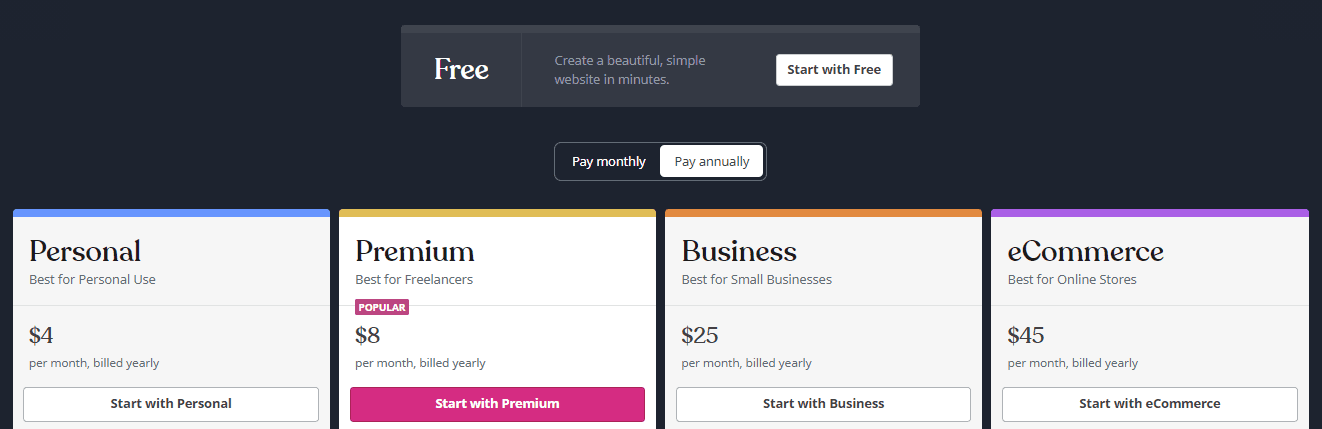 Free
Create a beautiful, simple
website in minutes.
Start with Free
Pay monthly
Pay annually
Personal
Best for Personal Use
$4
per month, billed yearly
Start with Personal
Premium
Best for Freelancers
POPULAR
$8
per month, billed yearly
Start with Premium
Business
Best for Small Businesses
$25
per month, billed yearly
Start with Business
eCommerce
Best for Online Stores
$45
per month, billed yearly
Start with eCommerce